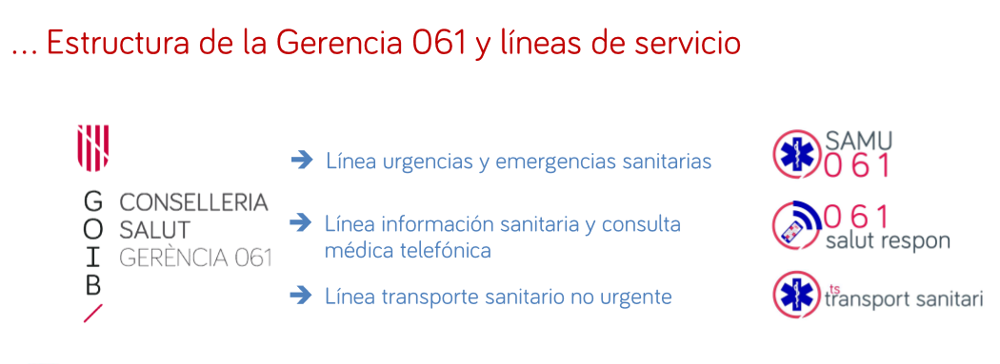 ... Estructura de la Gerencia 061 y líneas de servicio
GOIB
CONSELLERIA
SALUT
GERÈNCIA 061
Línea urgencias y emergencias sanitarias
Línea información sanitaria y consulta
médica telefónica
Línea transporte sanitario no urgente
SAMU
061
061
salut respon
ts
transport sanitari